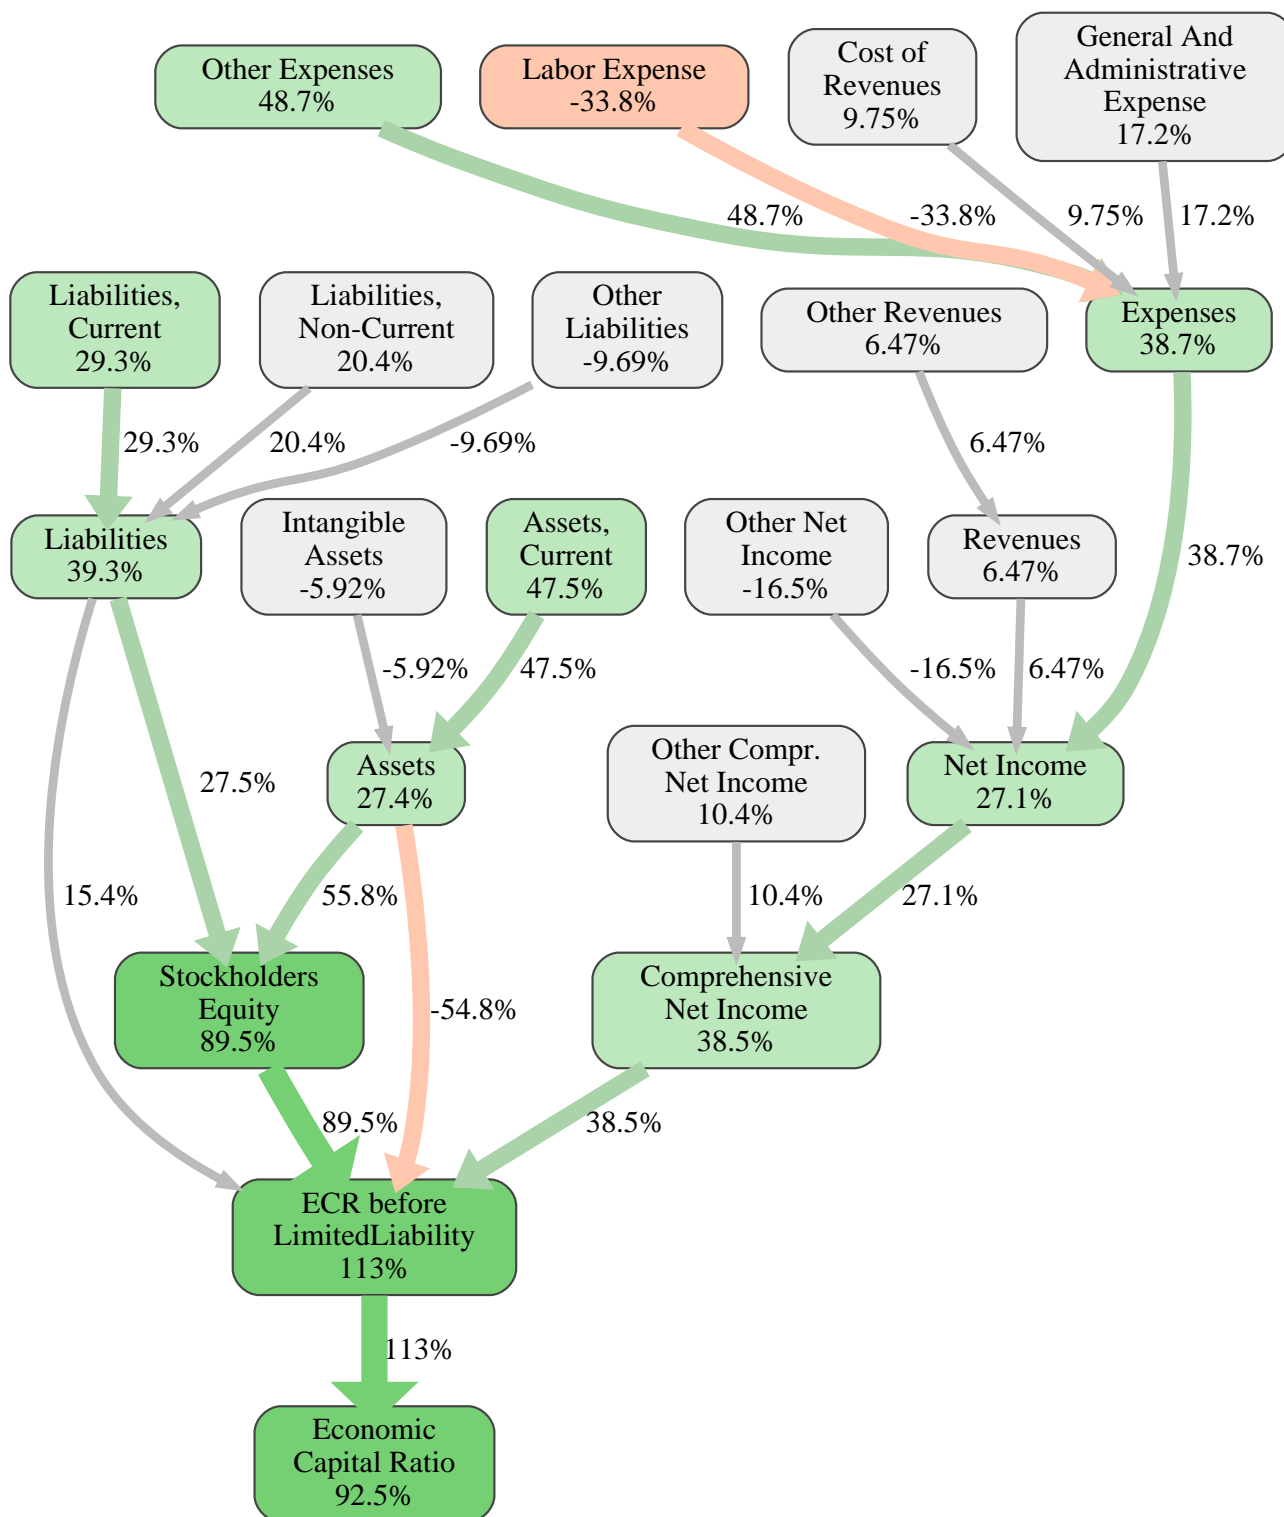 Other Expenses
48.7%
Labor Expense
-33.8%
Cost of
Revenues
9.75%
General And
Administrative
Expense
17.2%
48.7%
-33.8%
9.75%
17.2%
Liabilities,
Current
29.3%
Liabilities,
Non-Current
20.4%
Other
Liabilities
-9.69%
Other Revenues
6.47%
Expenses
38.7%
29.3%
20.4%
-9.69%
6.47%
38.7%
Liabilities
39.3%
Intangible
Assets
-5.92%
Assets,
Current
47.5%
Other Net
Income
-16.5%
Revenues
6.47%
-5.92%
47.5%
-16.5%
6.47%
27.5%
Assets
27.4%
Other Compr.
Net Income
10.4%
Net Income
27.1%
15.4%
55.8%
10.4%
27.1%
Stockholders
Equity
89.5%
-54.8%
Comprehensive
Net Income
38.5%
89.5%
38.5%
ECR before
LimitedLiability
113%
113%
Economic
Capital Ratio
92.5%